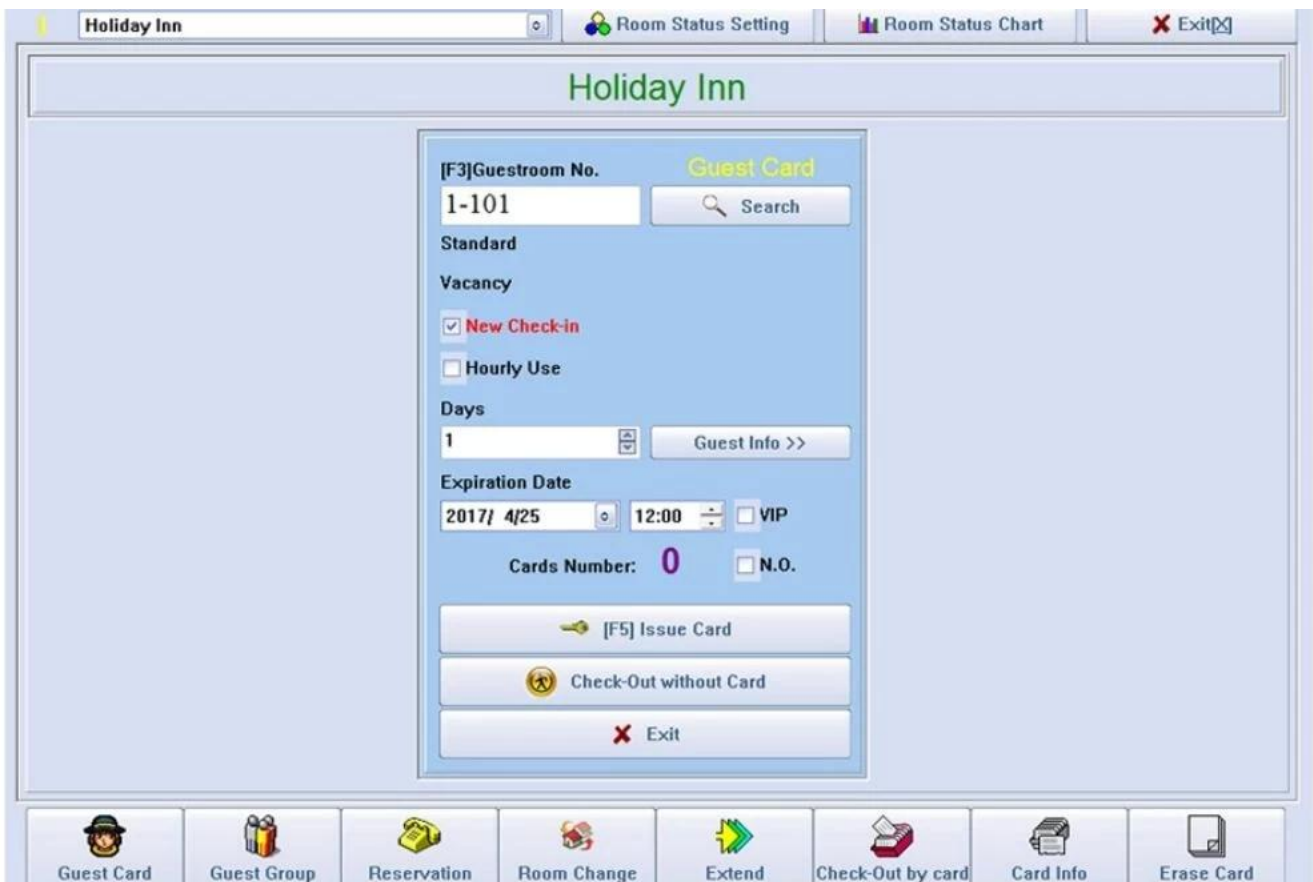 Holiday Inn Room Status Setting Room Status Chart Exit[X]
Holiday Inn
[F3]Guestroom No. Guest Card
1-101 Search
Standard
Vacancy
New Check-in
Hourly Use
Days
1 Guest Info >>
Expiration Date
2017/ 4/25 12:00 VIP
Cards Number: 0 N.O.
[F5] Issue Card
Check-Out without Card
Exit
Guest Card Guest Group Reservation Room Change Extend Check-Out by card Card Info Erase Card